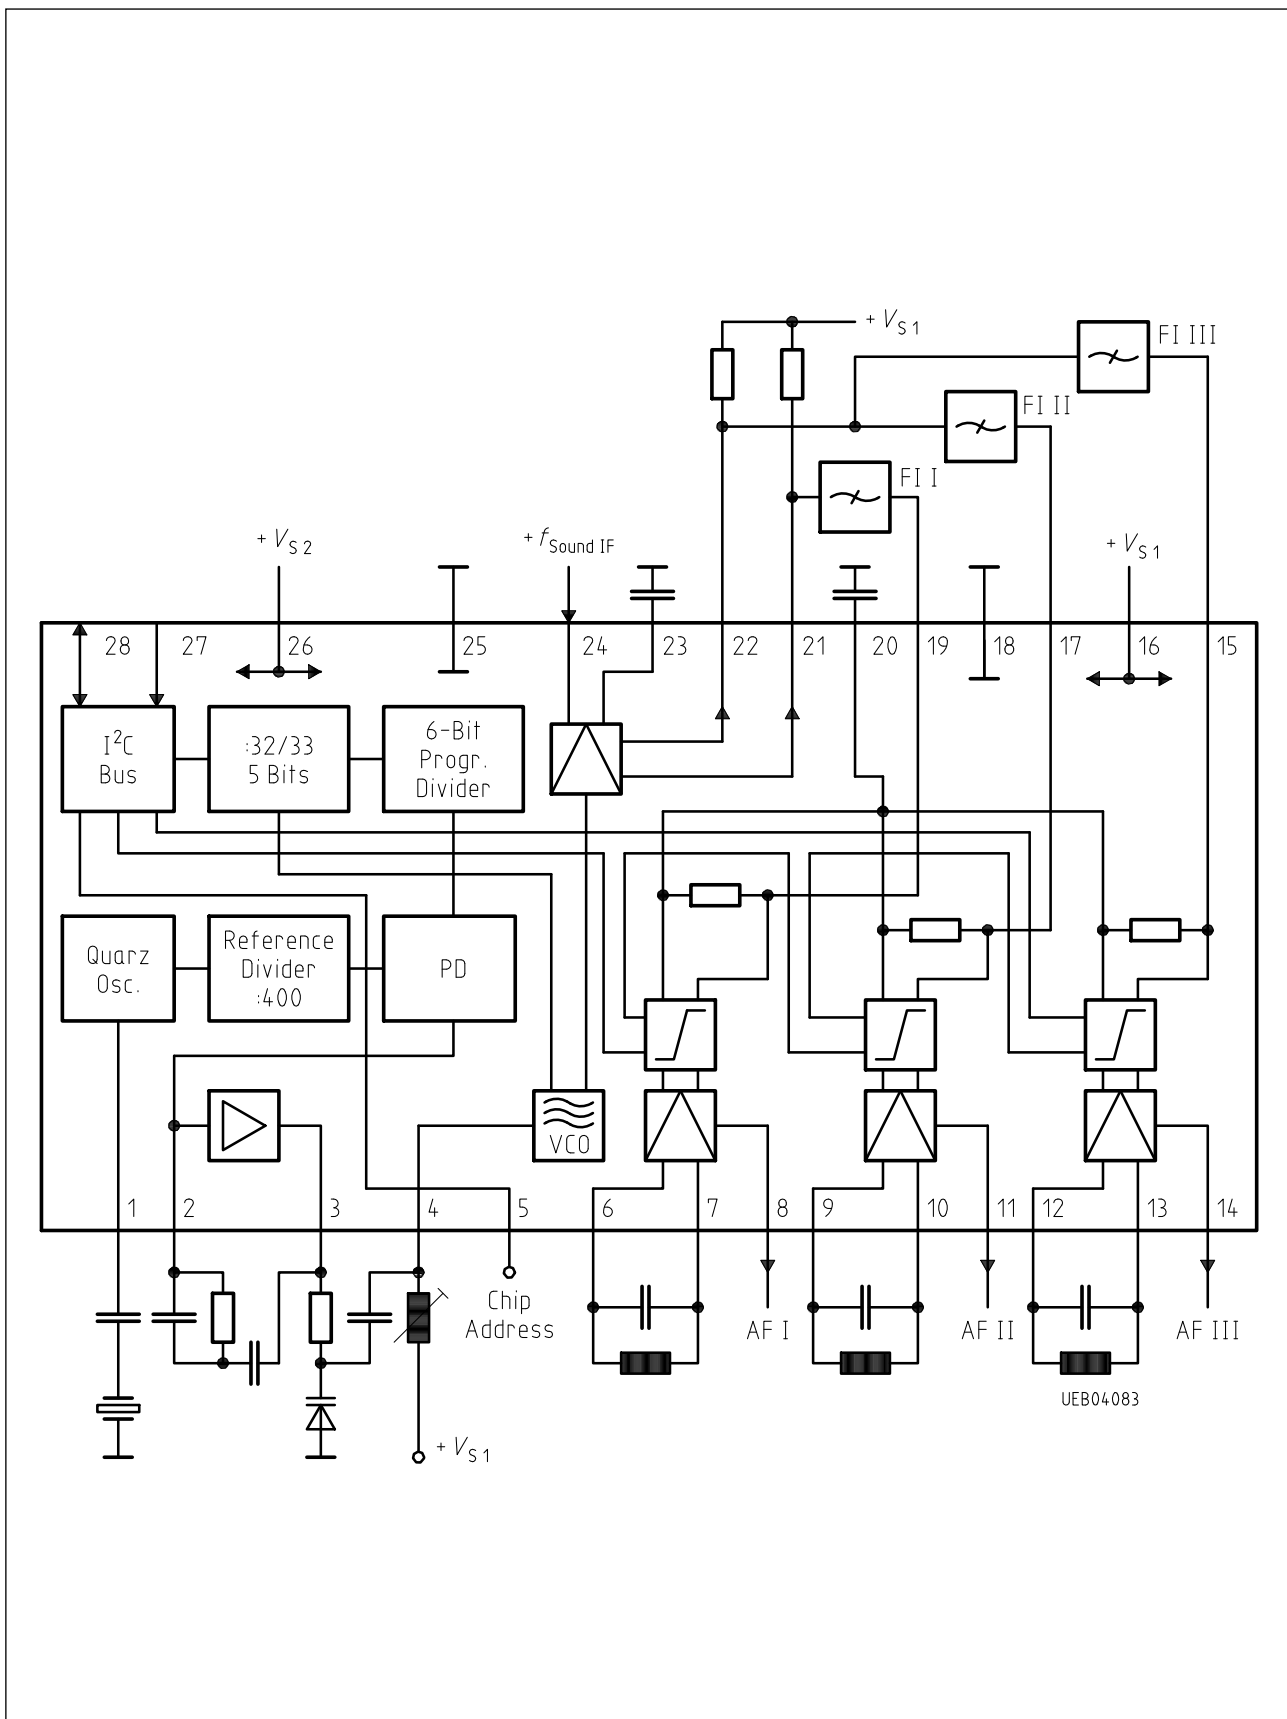 + V S 1
FI III
FI II
FI I
+ V S 2
+ f Sound IF
+ V S 1
28 27 26 25 24 23 22 21 20 19 18 17 16 15
I²C
Bus
:32/33
5 Bits
6-Bit
Progr.
Divider
Quarz
Osc.
Reference
Divider
:400
PD
VCO
1 2 3 4 5 6 7 8 9 10 11 12 13 14
Chip
Address
AF I
AF II
AF III
UEB04083
+ V S 1